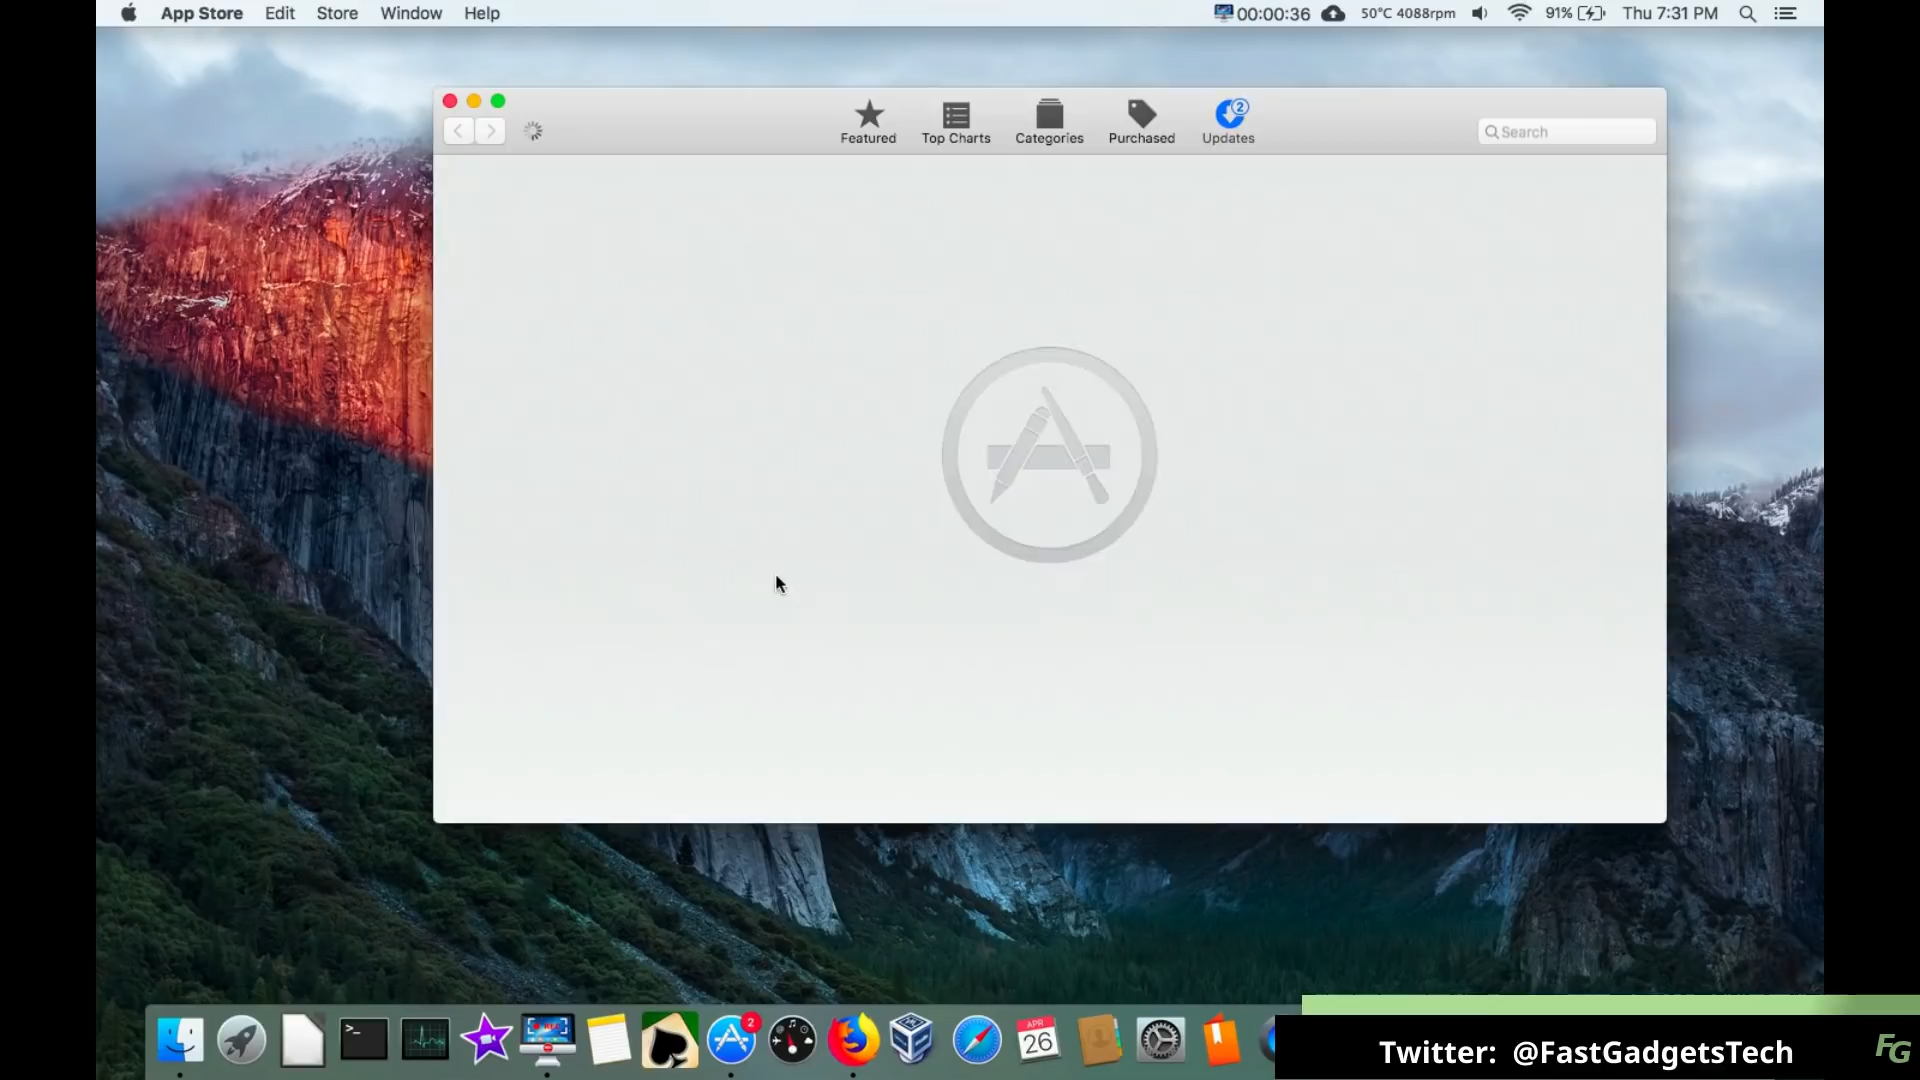 App Store Edit Store Window Help 00:00:36 50°C 4088rpm 91% Thu 7:31 PM
2
Featured Top Charts Categories Purchased Updates
Search
REC
2
APR
26
>_
Twitter: @FastGadgetsTech
FG